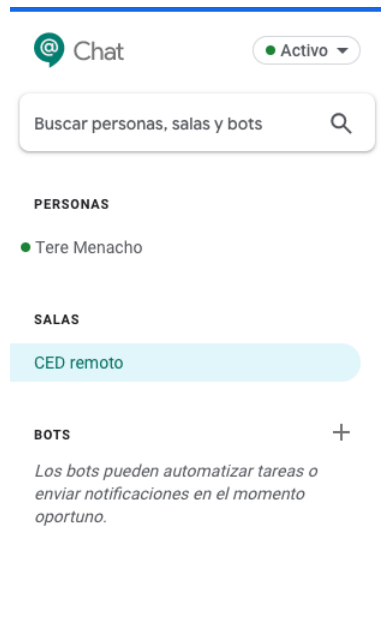 Chat
Activo
Buscar personas, salas y bots
PERSONAS
Tere Menacho
SALAS
CED remoto
BOTS
Los bots pueden automatizar tareas o
enviar notificaciones en el momento
oportuno.